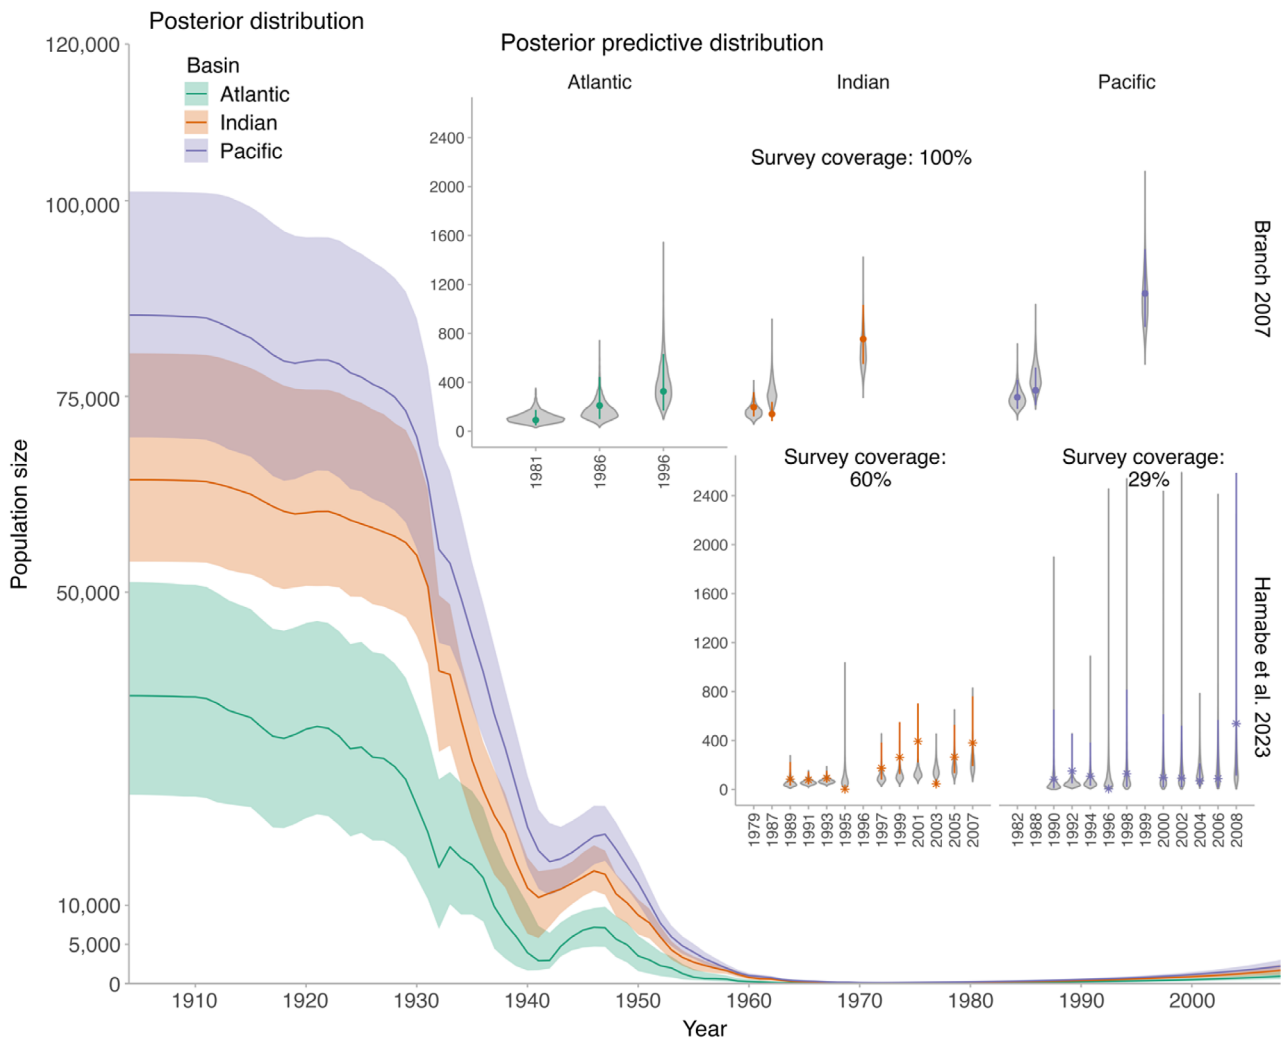 Posterior distribution
120,000
100,000
75,000
50,000
10,000
5,000
0
Population size
Basin
Atlantic
Indian
Pacific
Posterior predictive distribution
Atlantic Indian Pacific
2400
2000
1600
1200
800
400
0
Survey coverage: 100%
Branch 2007
1981 1986 1996
Survey coverage:
60%
Survey coverage:
29%
2400
2000
1600
1200
800
400
0
Hamabe et al. 2023
1979 1987 1989 1991 1993 1995 1996 1997 1999 2001 2003 2005 2007
1982 1988 1990 1992 1994 1996 1998 1999 2000 2002 2004 2006 2008
1910 1920 1930 1940 1950 1960 1970 1980 1990 2000
Year